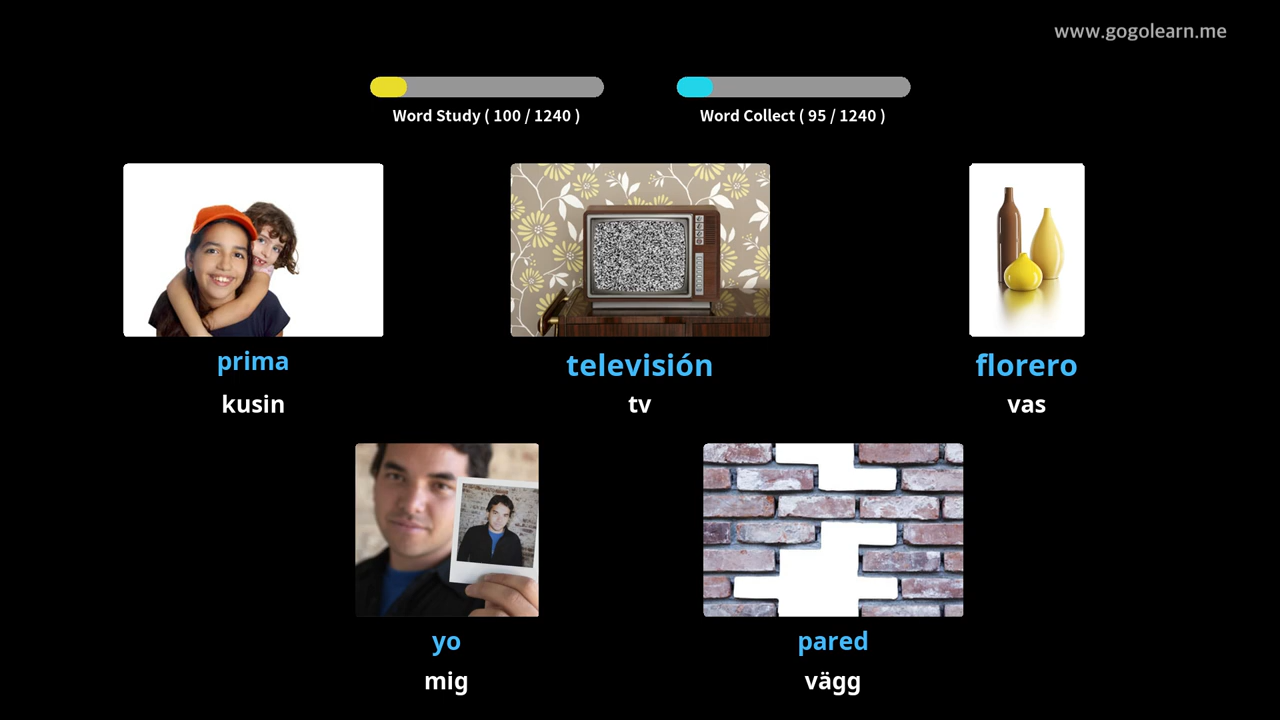 www.gogolearn.me
Word Study ( 100 / 1240 )
Word Collect ( 95 / 1240 )
prima
televisión
florero
kusin
tv
vas
yo
pared
mig
vägg